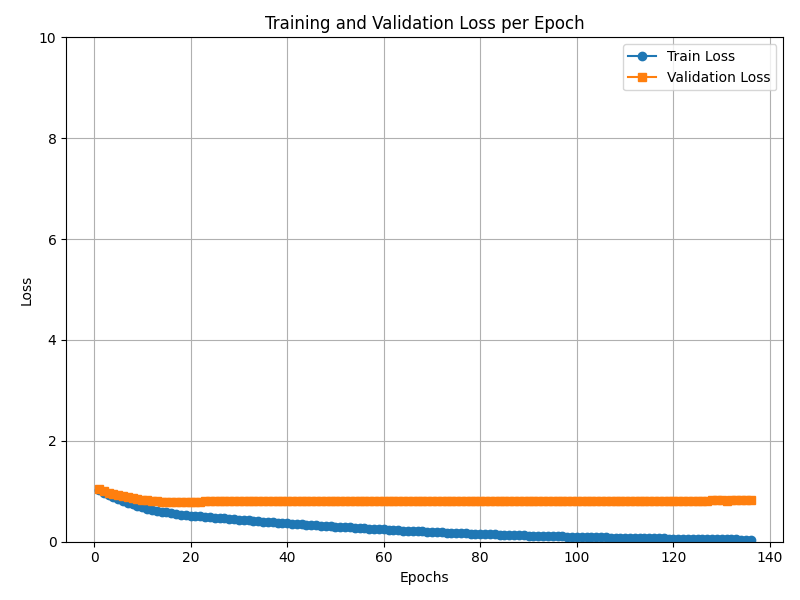 Training and Validation Loss per Epoch
10
8
6
4
2
0
Loss
Train Loss
Validation Loss
0 20 40 60 80 100 120 140
Epochs